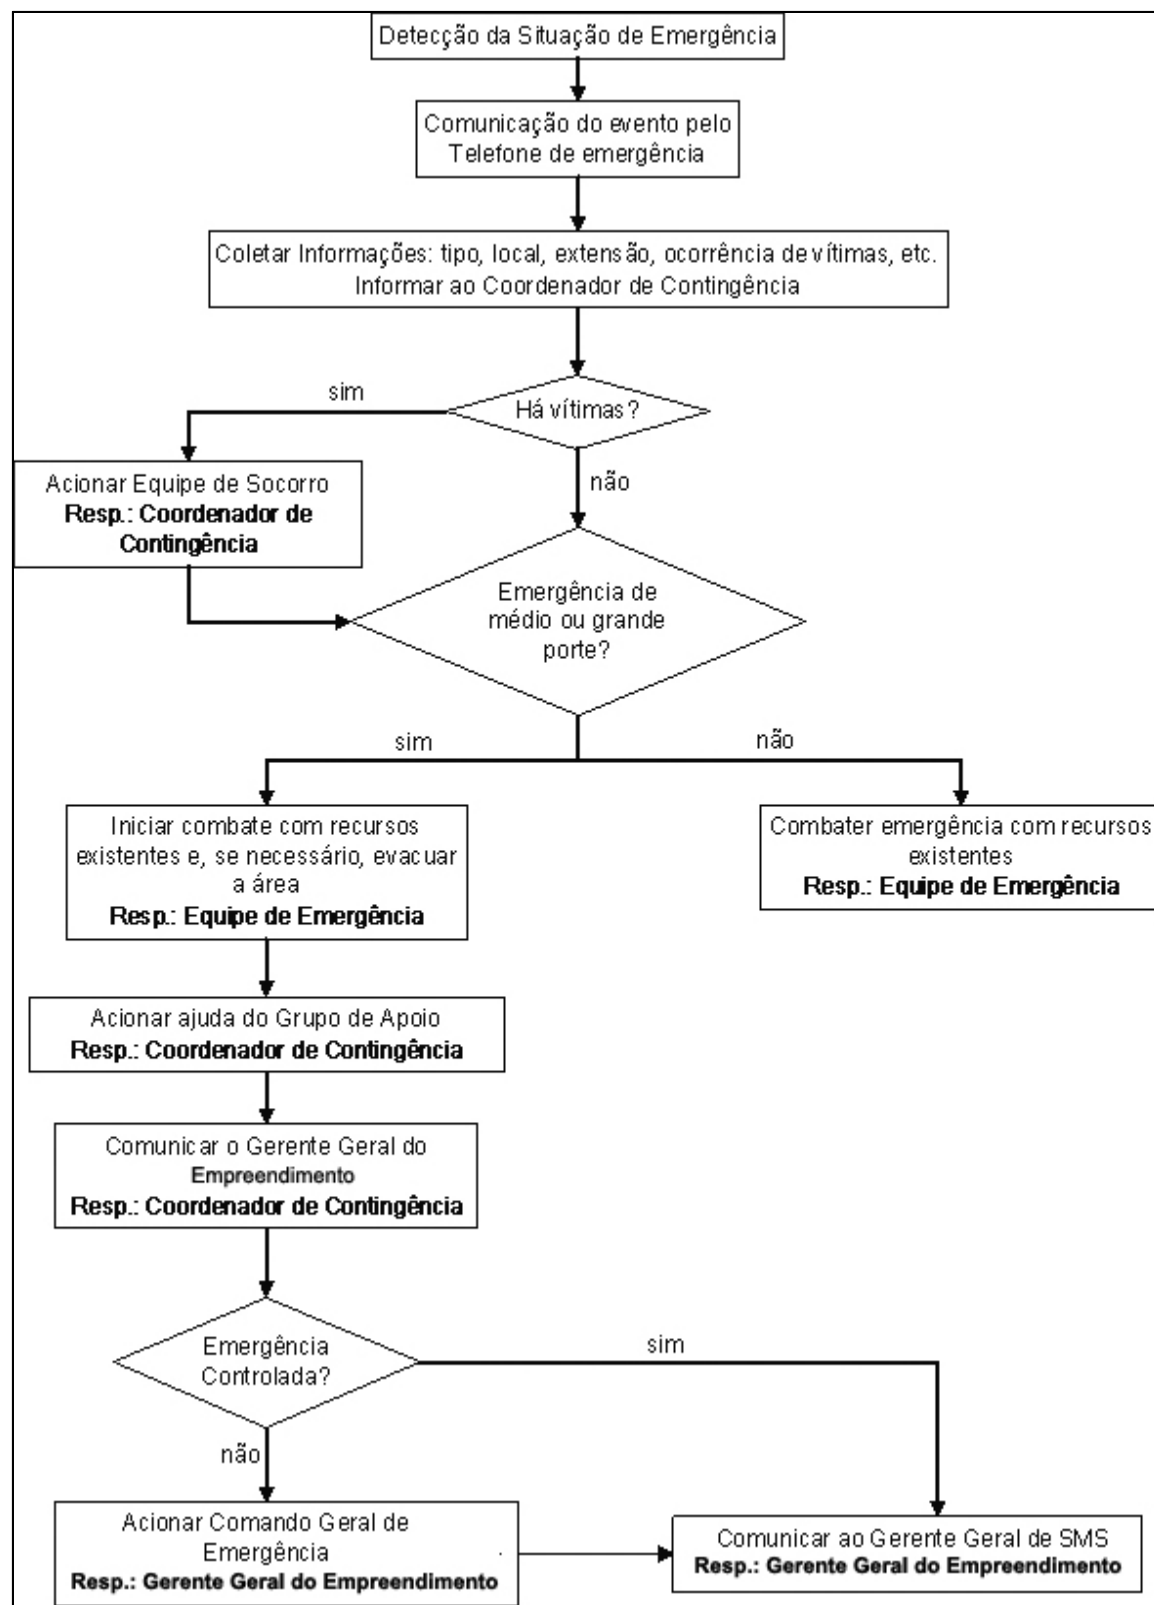 Detecção da Situação de Emergência
Comunicação do evento pelo
Telefone de emergência
Coletar Informações: tipo, local, extensão, ocorrência de vítimas, etc.
Informar ao Coordenador de Contingência
sim
Há vítimas?
não
Acionar Equipe de Socorro
Resp.: Coordenador de
Contingência
Emergência de
médio ou grande
porte?
sim
não
Iniciar combate com recursos
existentes e, se necessário, evacuar
a área
Resp.: Equipe de Emergência
Combater emergência com recursos
existentes
Resp.: Equipe de Emergência
Acionar ajuda do Grupo de Apoio
Resp.: Coordenador de Contingência
Comunicar o Gerente Geral do
Empreendimento
Resp.: Coordenador de Contingência
Emergência
Controlada?
sim
não
Acionar Comando Geral de
Emergência
Resp.: Gerente Geral do Empreendimento
Comunicar ao Gerente Geral de SMS
Resp.: Gerente Geral do Empreendimento